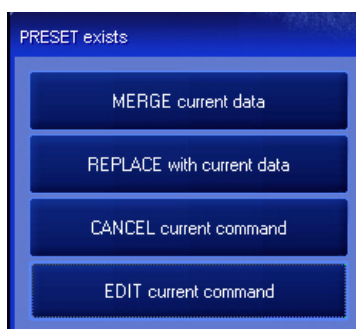 PRESET exists
MERGE current data
REPLACE with current data
CANCEL current command
EDIT current command